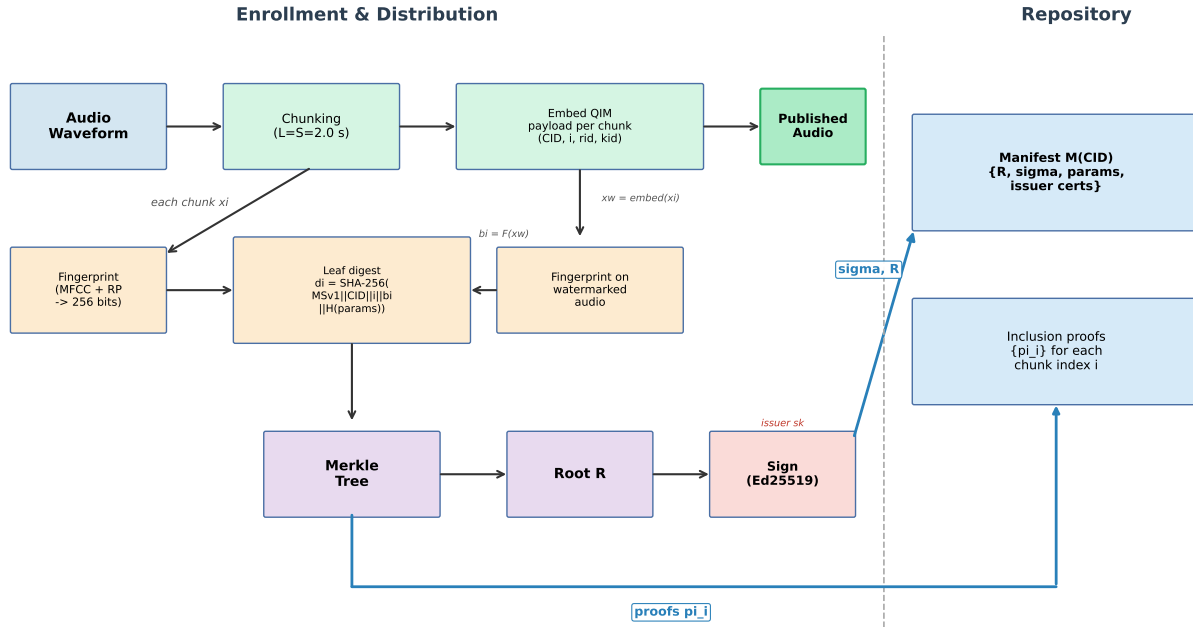 Enrollment & Distribution
Repository
Audio
Waveform
Chunking
(L=S=2.0 s)
Embed QIM
payload per chunk
(CID, i, rid, kid)
Published
Audio
Manifest M(CID)
{R, sigma, params,
issuer certs}
each chunk xi
xw = embed(xi)
bi = F(xw)
Fingerprint
(MFCC + RP
-> 256 bits)
Leaf digest
di = SHA-256(
MSv1||CID||i||bi
||H(params))
Fingerprint on
watermarked
audio
sigma, R
Inclusion proofs
{pi_i} for each
chunk index i
issuer sk
Merkle
Tree
Root R
Sign
(Ed25519)
proofs pi_i